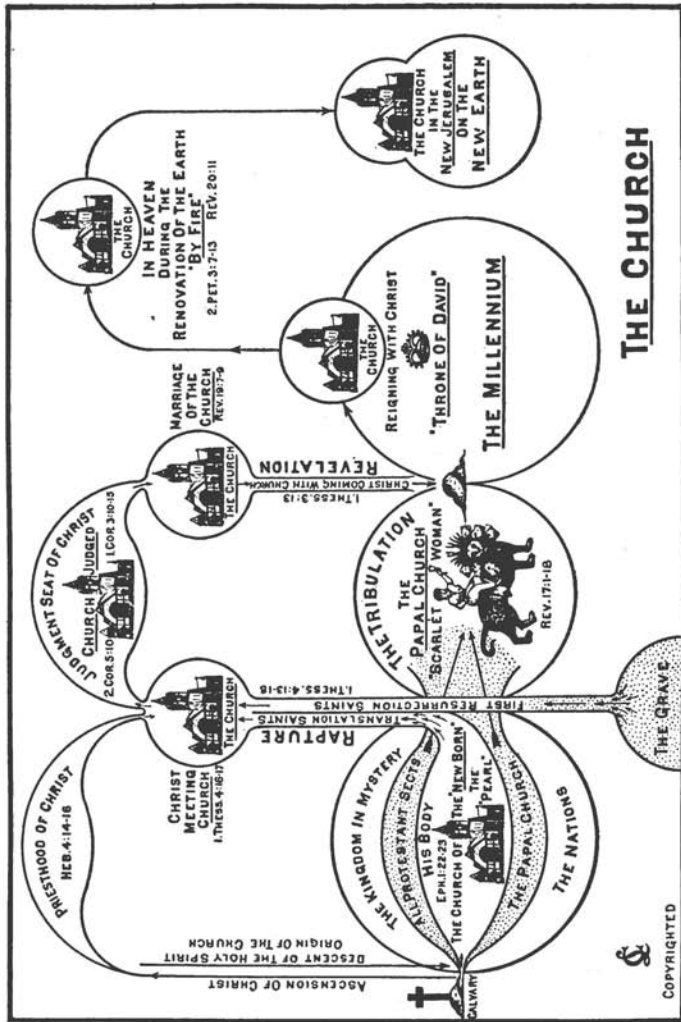 ASCENSION OF CHRIST
DESCENT OF THE HOLY SPIRIT
ORIGIN OF THE CHURCH
CALVARY
PRIESTHOOD OF CHRIST
HEB. 4:14-16
THE KINGDOM IN MYSTERY
ALL PROTESTANT SECTS
HIS BODY
EPH. 1:22-23
THE CHURCH OF THE "NEW BORN"
THE
"PEARL"
THE PAPAL CHURCH
THE NATIONS
CHRIST
MEETING
CHURCH
1. THESS. 4:16-17
THE CHURCH
RAPTURE
TRANSLATION SAINTS
FIRST RESURRECTION SAINTS
1. THESS. 4:13-18
THE GRAVE
JUDGMENT SEAT OF CHRIST
2. COR. 5:10
CHURCH JUDGED
1. COR. 3:10-15
MARRIAGE
OF THE
CHURCH
REV. 19:7-9
THE CHURCH
REVELATION
CHRIST COMING WITH CHURCH
1. THESS. 3:13
THE TRIBULATION
THE
PAPAL CHURCH
"SCARLET WOMAN"
REV. 17:1-18
THE
CHURCH
IN HEAVEN
DURING THE
RENOVATION OF THE EARTH
"BY FIRE"
2. PET. 3:7-13 REV. 20:11
THE
CHURCH
REIGNING WITH CHRIST
"THRONE OF DAVID"
THE MILLENNIUM
THE CHURCH
IN THE
NEW JERUSALEM
ON THE
NEW EARTH
THE CHURCH
COPYRIGHTED